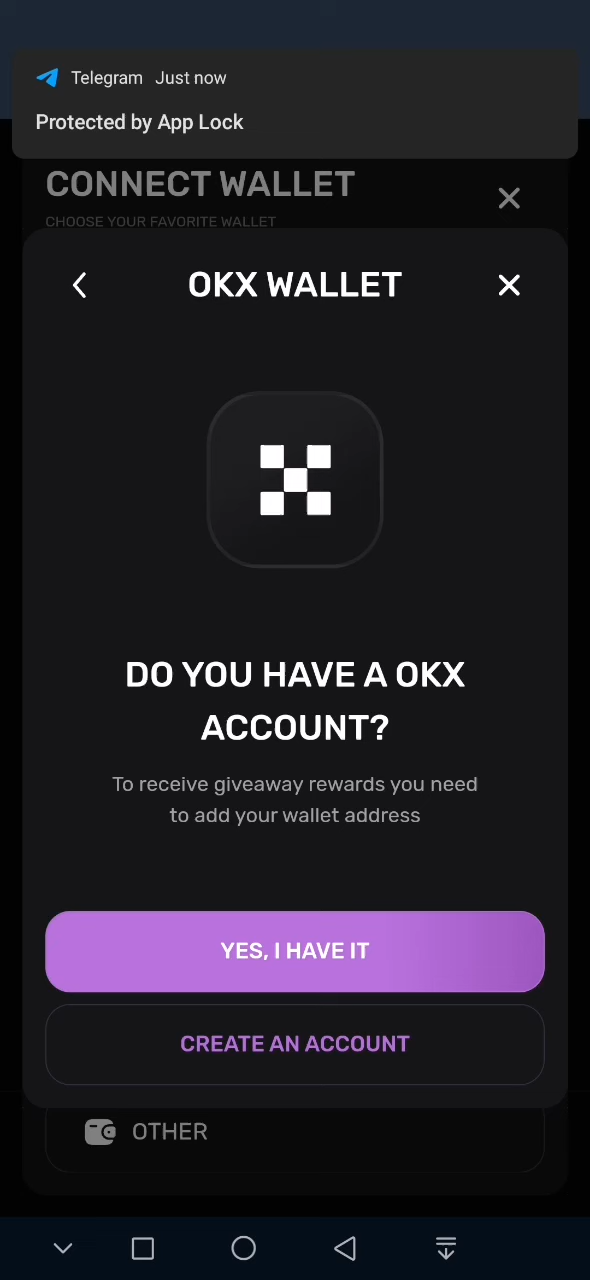 Telegram Just now
Protected by App Lock
CONNECT WALLET
CHOOSE YOUR FAVORITE WALLET
OKX WALLET
DO YOU HAVE A OKX
ACCOUNT?
To receive giveaway rewards you need
to add your wallet address
YES, I HAVE IT
CREATE AN ACCOUNT
OTHER